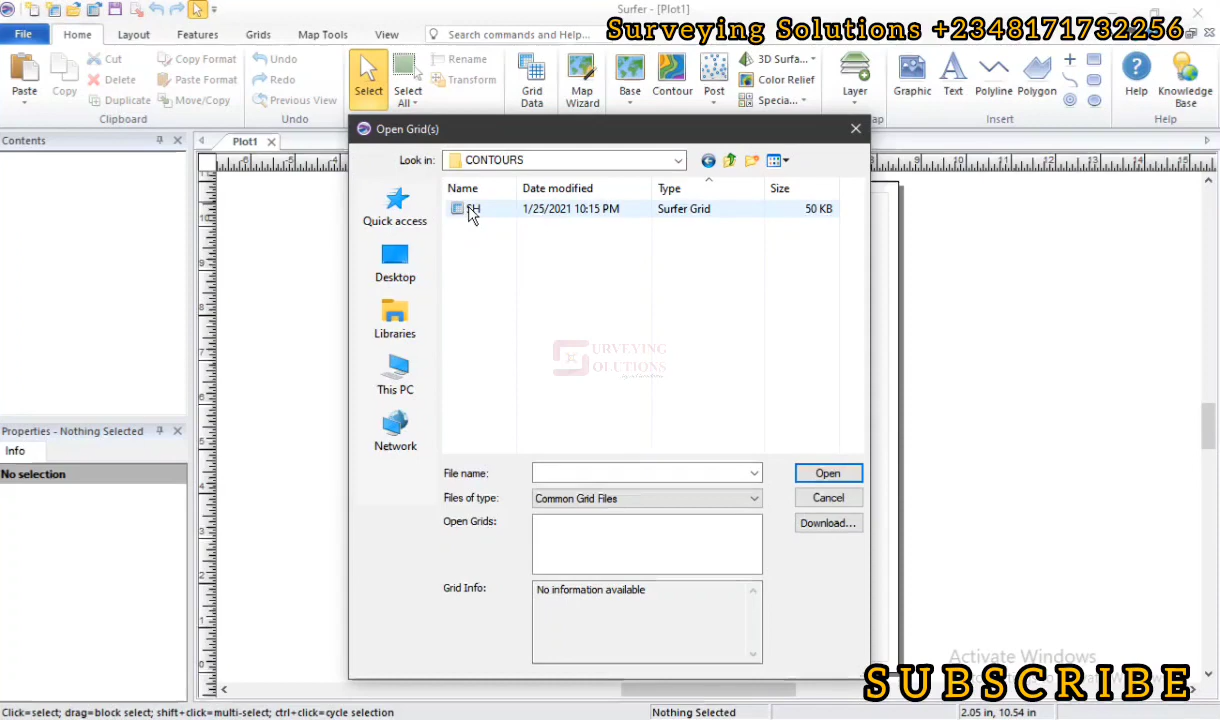 Surfer - [Plot1]
Surveying Solutions +2348171732256
File Home Layout Features Grids Map Tools View Search commands and Help...
Paste
Copy
Cut
Delete
Duplicate
Copy Format
Paste Format
Move/Copy
Clipboard
Undo
Redo
Previous View
Undo
Select
Select All
Rename
Transform
Grid Data
Map Wizard
Base
Contour
Post
3D Surfa...
Color Relief
Specia...
Layer
Graphic
Text
Polyline
Polygon
Insert
Help
Knowledge Base
Help
Contents
Plot1
Open Grid(s)
Look in: CONTOURS
Name Date modified Type Size
SH 1/25/2021 10:15 PM Surfer Grid 50 KB
Quick access
Desktop
Libraries
This PC
Network
URVEYING
OLUTIONS
File name: Open
Files of type: Common Grid Files Cancel
Open Grids: Download...
Grid Info: No information available
Properties - Nothing Selected
Info
No selection
Activate Windows
SUBSCRIBE
Click=select; drag=block select; shift+click=multi-select; ctrl+click=cycle selection Nothing Selected 2.05 in, 10.54 in